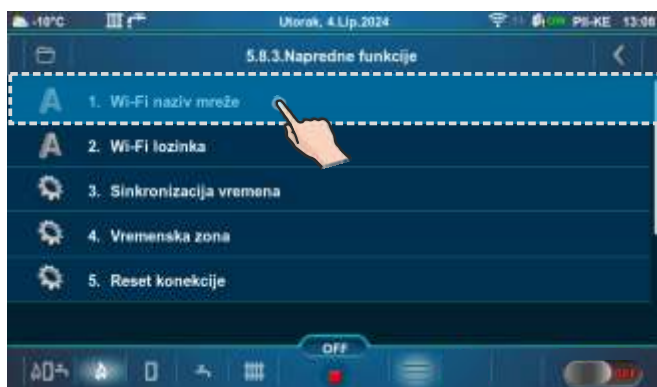 -10°C Utorak, 4.Lip.2024 PII-KE 13:08
5.8.3.Napredne funkcije
1. Wi-Fi naziv mreže
2. Wi-Fi lozinka
3. Sinkronizacija vremena
4. Vremenska zona
5. Reset konekcije
OFF
OFF